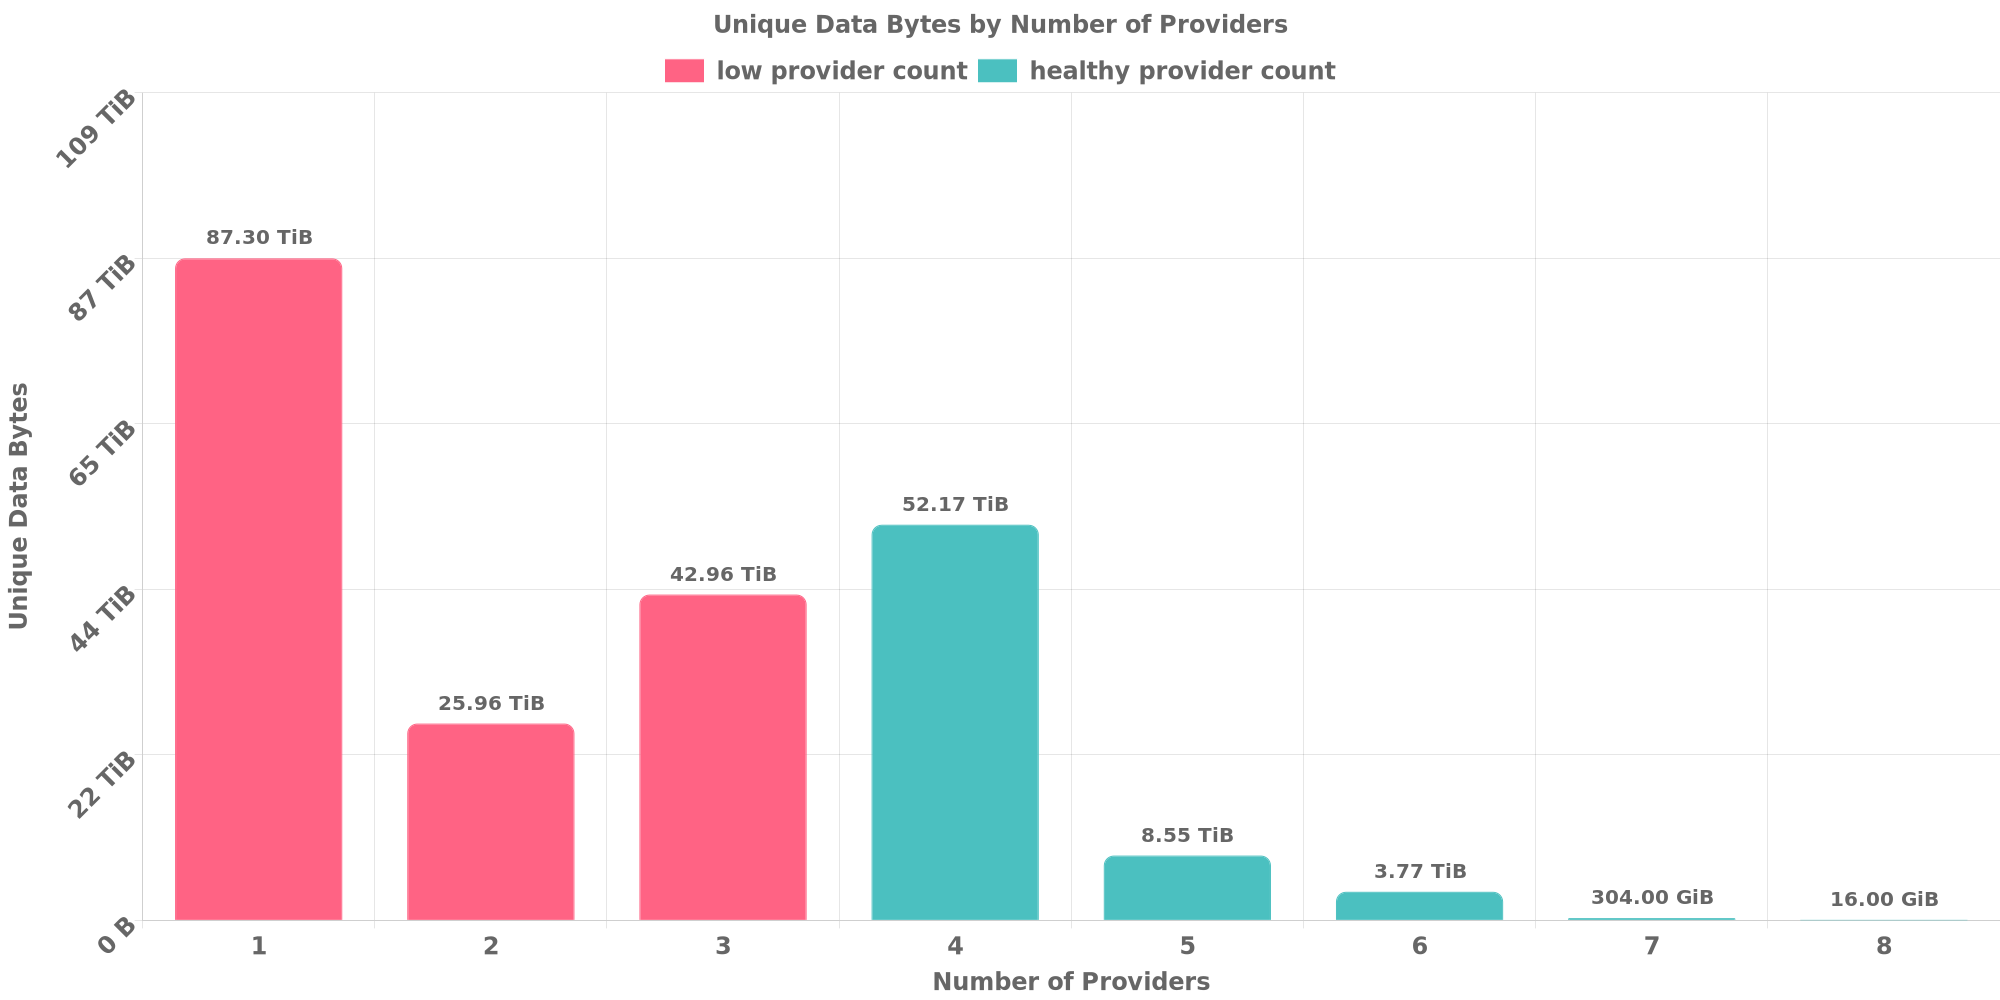 Unique Data Bytes by Number of Providers
low provider count
healthy provider count
109 TiB
87 TiB
65 TiB
44 TiB
22 TiB
0 B
Unique Data Bytes
87.30 TiB
25.96 TiB
42.96 TiB
52.17 TiB
8.55 TiB
3.77 TiB
304.00 GiB
16.00 GiB
1 2 3 4 5 6 7 8
Number of Providers